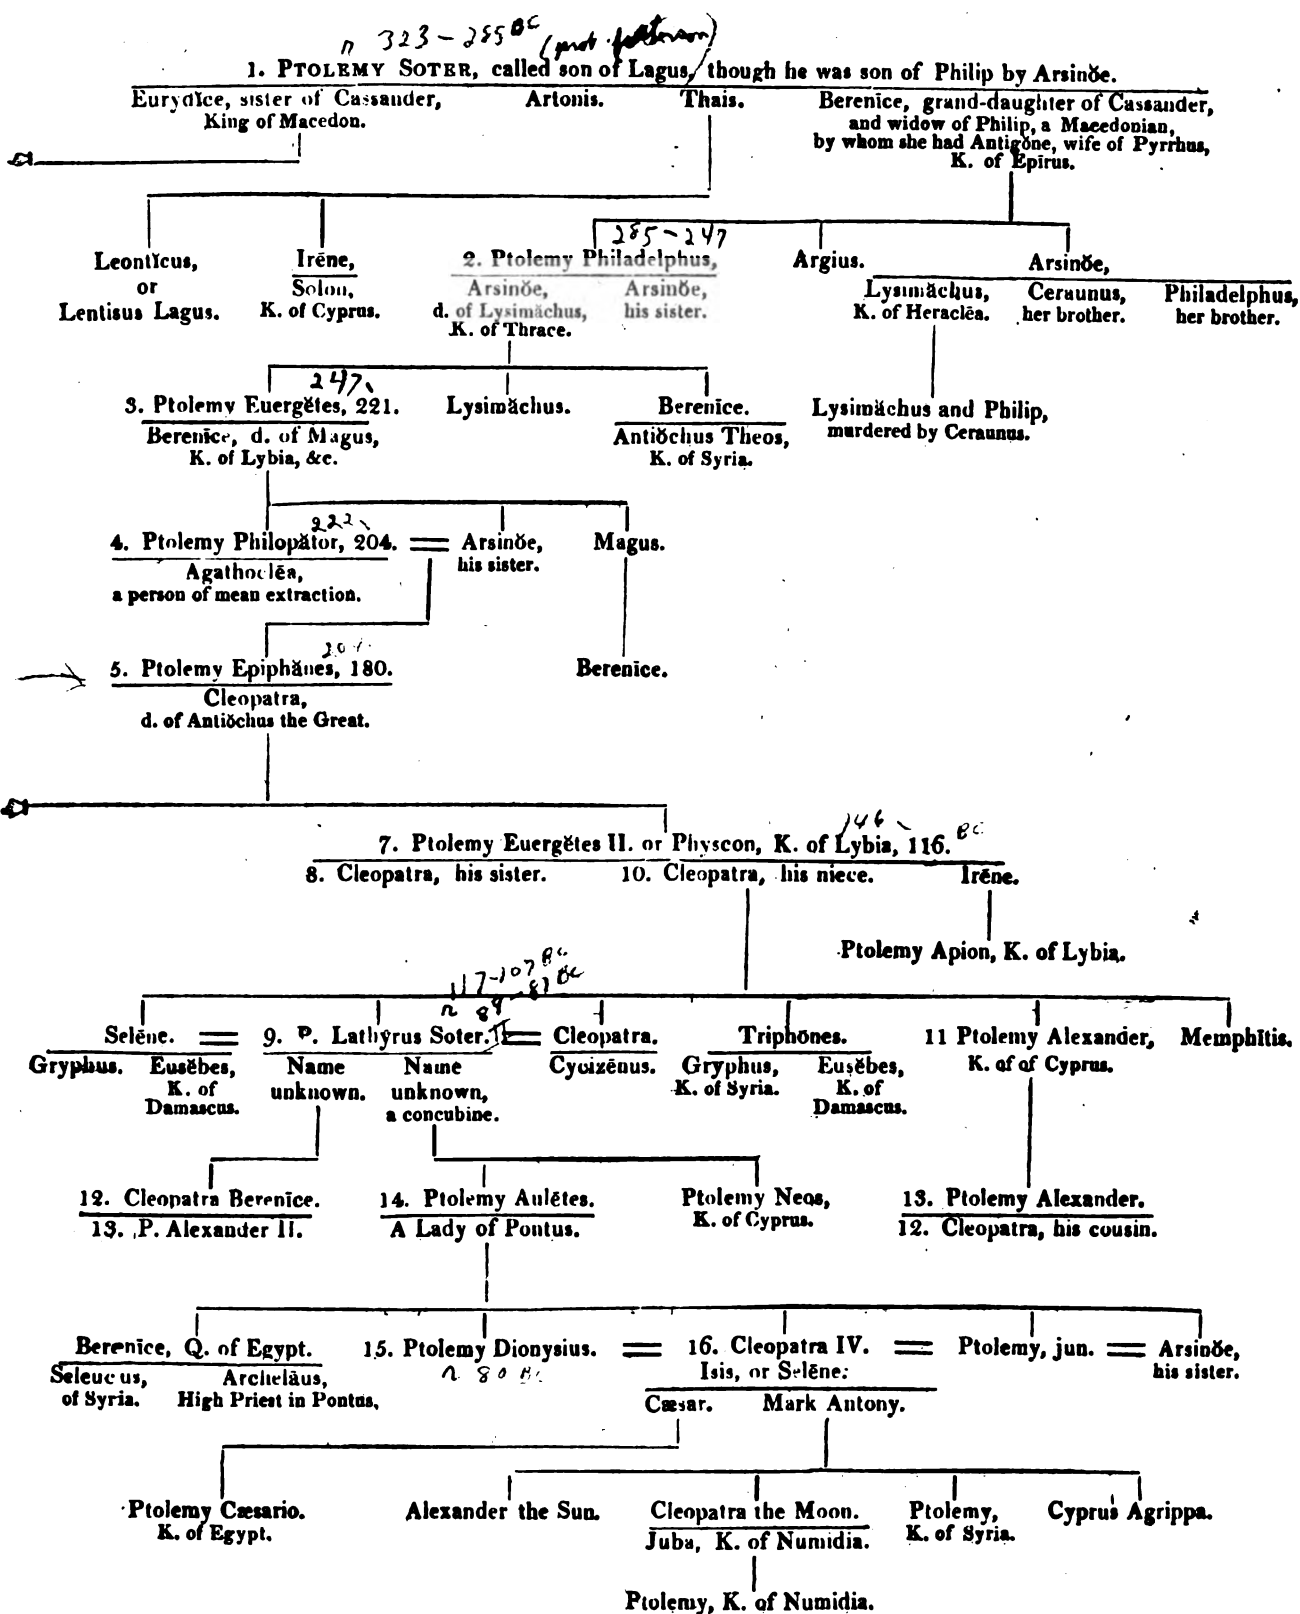 n 323-285 BC
1. PTOLEMY SOTER, called son of Lagus, though he was son of Philip by Arsinŏe.
Eurydĭce, sister of Cassander, Artonis. Thais. Berenīce, grand-daughter of Cassander,
King of Macedon. and widow of Philip, a Macedonian,
by whom she had Antigŏne, wife of Pyrrhus,
K. of Epīrus.
285-247
Leontĭcus, Irēne, 2. Ptolemy Philadelphus, Argius. Arsinŏe,
or Solon, Arsinŏe, Arsinŏe, Lysimăchus, Ceraunus, Philadelphus,
Lentisus Lagus. K. of Cyprus. d. of Lysimăchus, his sister. K. of Heraclēa. her brother. her brother.
K. of Thrace.
247
3. Ptolemy Euergĕtes, 221. Lysimăchus. Berenīce. Lysimăchus and Philip,
Berenīce, d. of Magus, Antiŏchus Theos, murdered by Ceraunus.
K. of Lybia, &c. K. of Syria.
222
4. Ptolemy Philopător, 204. = Arsinŏe, Magus.
Agathoclēa, his sister.
a person of mean extraction.
5. Ptolemy Epiphănes, 180. Berenīce.
Cleopatra,
d. of Antiŏchus the Great.
146 BC
7. Ptolemy Euergĕtes II. or Physcon, K. of Lybia, 116.
8. Cleopatra, his sister. 10. Cleopatra, his niece. Irēne.
Ptolemy Apion, K. of Lybia.
117-107 BC
n 89-81 BC
Selēne. = 9. P. Lathyrus Soter. II = Cleopatra. Triphōnes. 11 Ptolemy Alexander, Memphītis.
Gryphus. Eusĕbes, Name Name Cycizēnus. Gryphus, Eusĕbes, K. of of Cyprus.
K. of unknown. unknown, K. of Syria. K. of
Damascus. a concubine. Damascus.
12. Cleopatra Berenīce. 14. Ptolemy Aulētes. Ptolemy Neos, 13. Ptolemy Alexander.
13. P. Alexander II. A Lady of Pontus. K. of Cyprus. 12. Cleopatra, his cousin.
Berenīce, Q. of Egypt. 15. Ptolemy Dionysius. = 16. Cleopatra IV. = Ptolemy, jun. = Arsinŏe,
Seleucus, Archelāus, n 80 BC Isis, or Selēne: his sister.
of Syria. High Priest in Pontus, Cæsar. Mark Antony.
Ptolemy Cæsario. Alexander the Sun. Cleopatra the Moon. Ptolemy, Cyprus Agrippa.
K. of Egypt. Juba, K. of Numidia. K. of Syria.
Ptolemy, K. of Numidia.